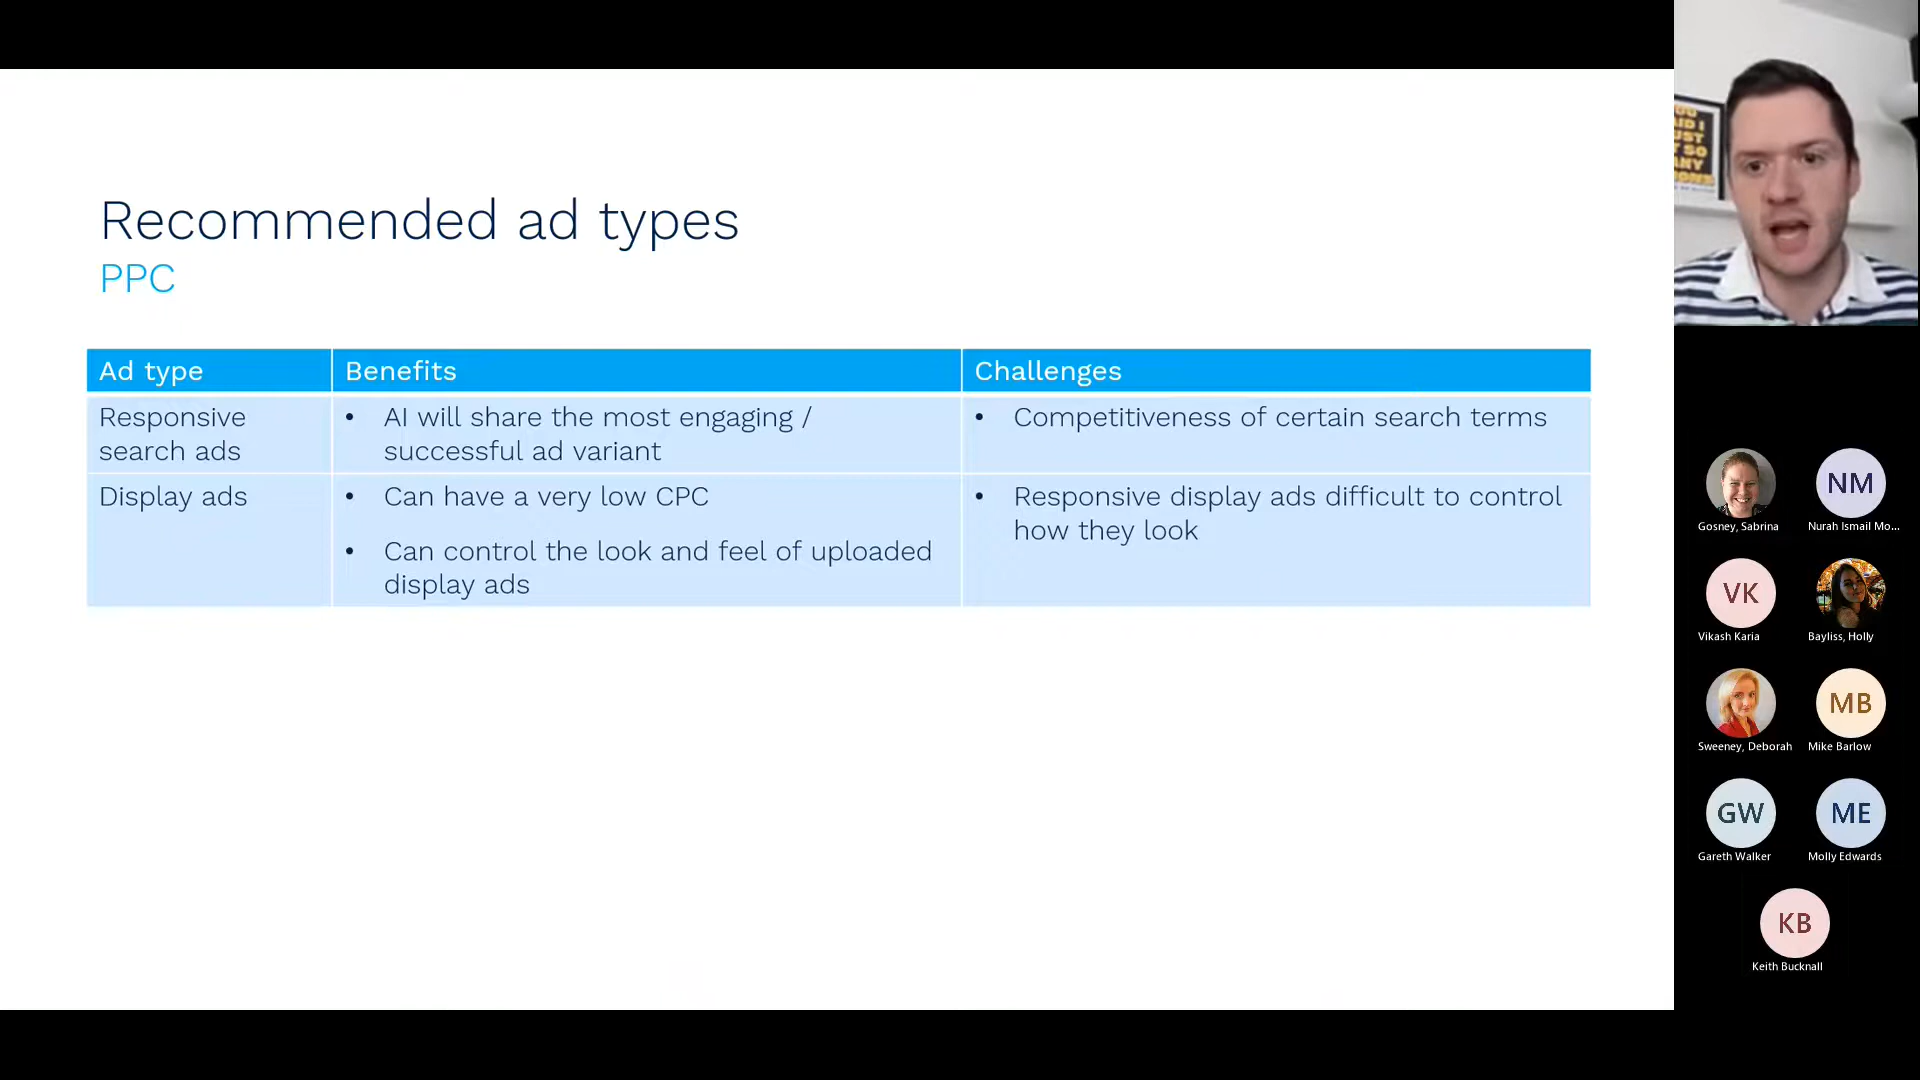 Recommended ad types
PPC
Ad type
Benefits
Challenges
Responsive
search ads
• AI will share the most engaging /
successful ad variant
• Competitiveness of certain search terms
Display ads
• Can have a very low CPC
• Can control the look and feel of uploaded
display ads
• Responsive display ads difficult to control
how they look
NM
Gosney, Sabrina
Nurah Ismail Mo...
VK
Vikash Karia
Bayliss, Holly
MB
Sweeney, Deborah
Mike Barlow
GW
ME
Gareth Walker
Molly Edwards
KB
Keith Bucknall